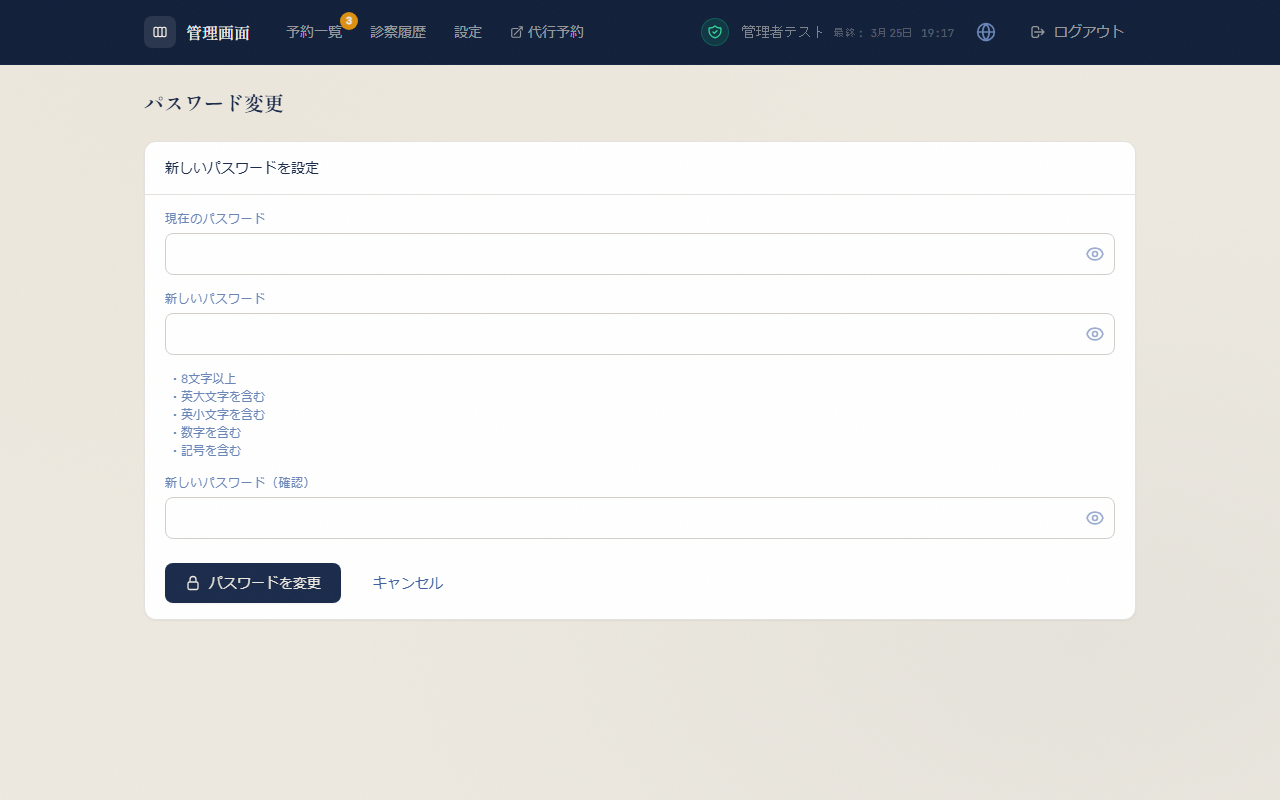 管理画面
予約一覧
3
診察履歴
設定
代行予約
管理者テスト
最終: 3月25日 19:17
ログアウト
パスワード変更
新しいパスワードを設定
現在のパスワード
新しいパスワード
・8文字以上
・英大文字を含む
・英小文字を含む
・数字を含む
・記号を含む
新しいパスワード（確認）
パスワードを変更
キャンセル